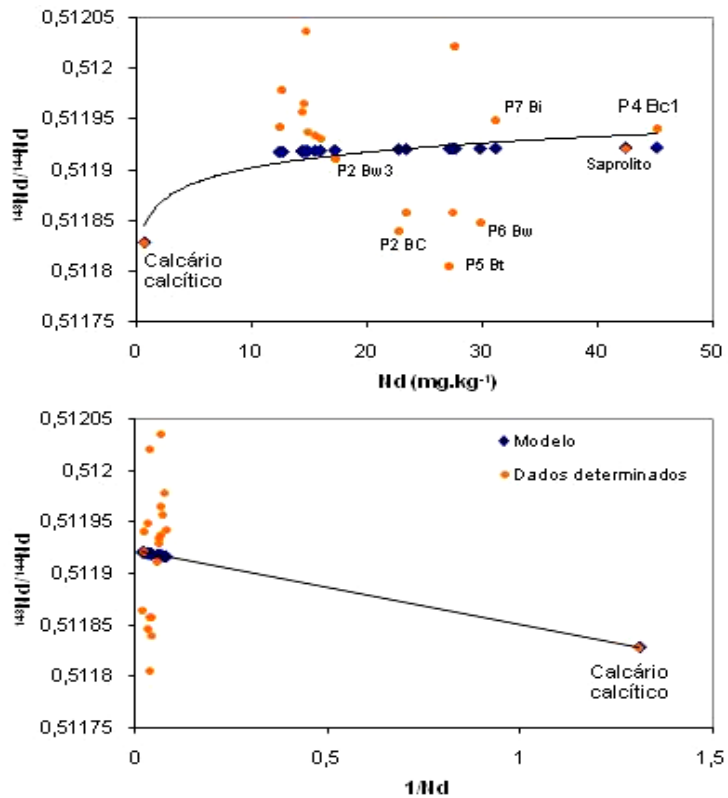 0,51205
0,512
0,51195
0,5119
0,51185
0,5118
0,51175
P7 Bi
P4 Bc1
P2 Bw3
Saprolito
P2 BC
P6 Bw
P5 Bt
Calcário
calcítico
0 10 20 30 40 50
Nd (mg.kg⁻¹)
0,51205
0,512
0,51195
0,5119
0,51185
0,5118
0,51175
Modelo
Dados determinados
Calcário
calcítico
0 0,5 1 1,5
1/Nd